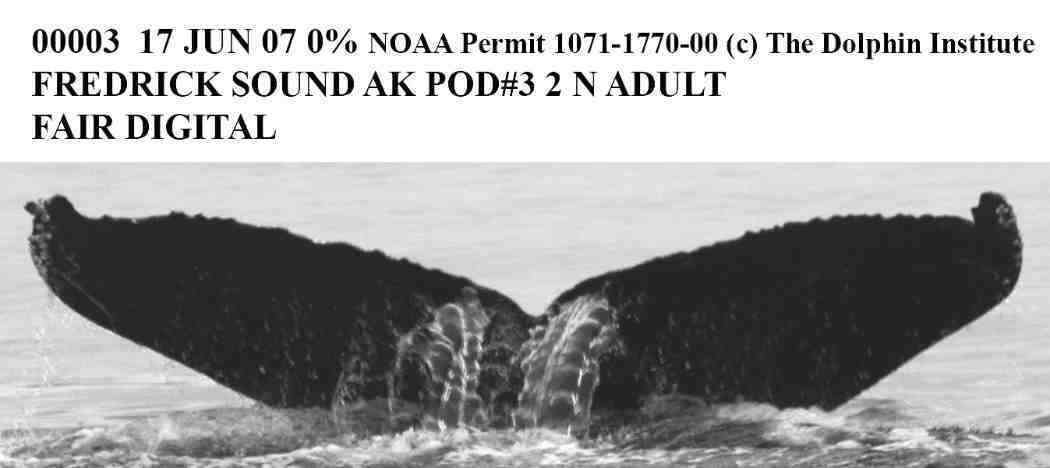 00003 17 JUN 07 0% NOAA Permit 1071-1770-00 (c) The Dolphin Institute
FREDRICK SOUND AK POD#3 2 N ADULT
FAIR DIGITAL